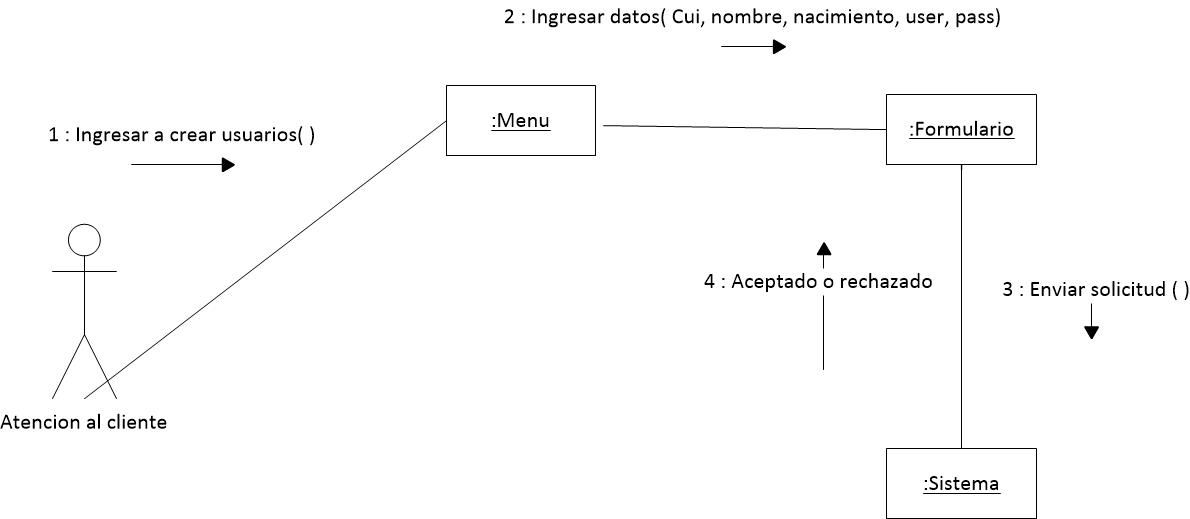 2 : Ingresar datos( Cui, nombre, nacimiento, user, pass)
:Menu
:Formulario
1 : Ingresar a crear usuarios( )
4 : Aceptado o rechazado
3 : Enviar solicitud ( )
Atencion al cliente
:Sistema